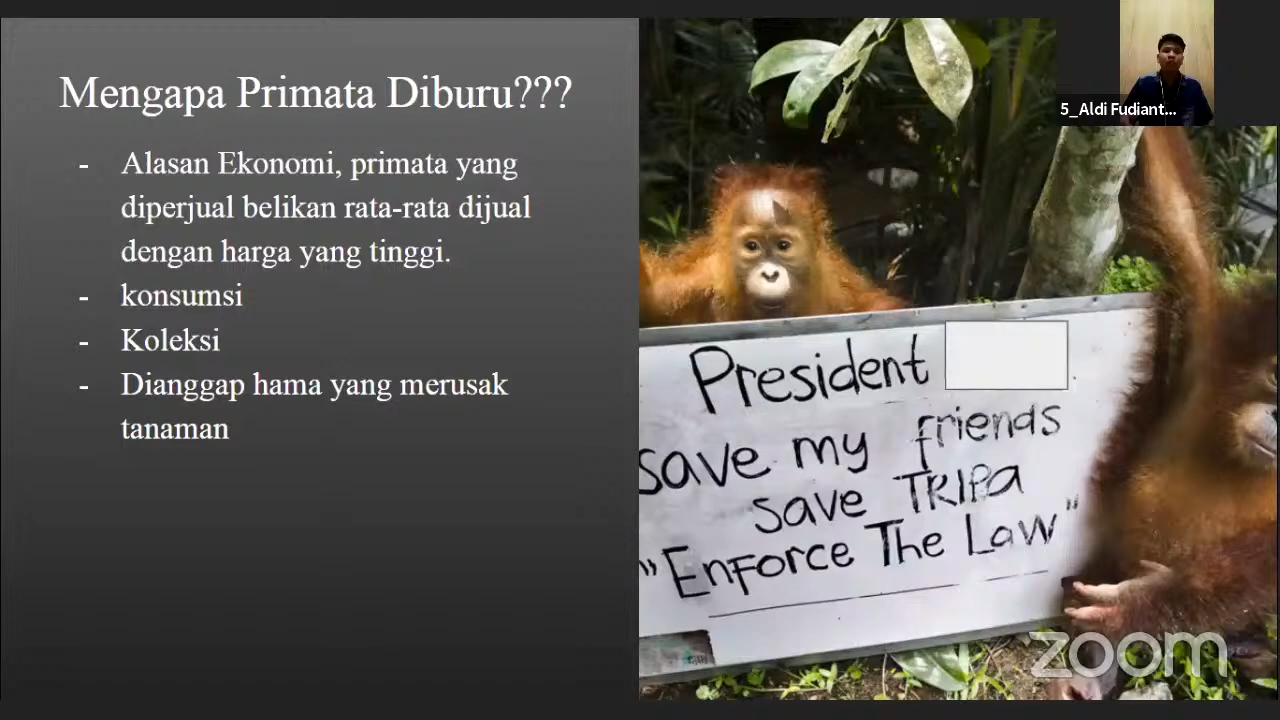 Mengapa Primata Diburu???
- Alasan Ekonomi, primata yang
diperjual belikan rata-rata dijual
dengan harga yang tinggi.
- konsumsi
- Koleksi
- Dianggap hama yang merusak
tanaman
5_Aldi Fudiant...
President
save my friends
save TRIPA
"Enforce The Law"
zoom